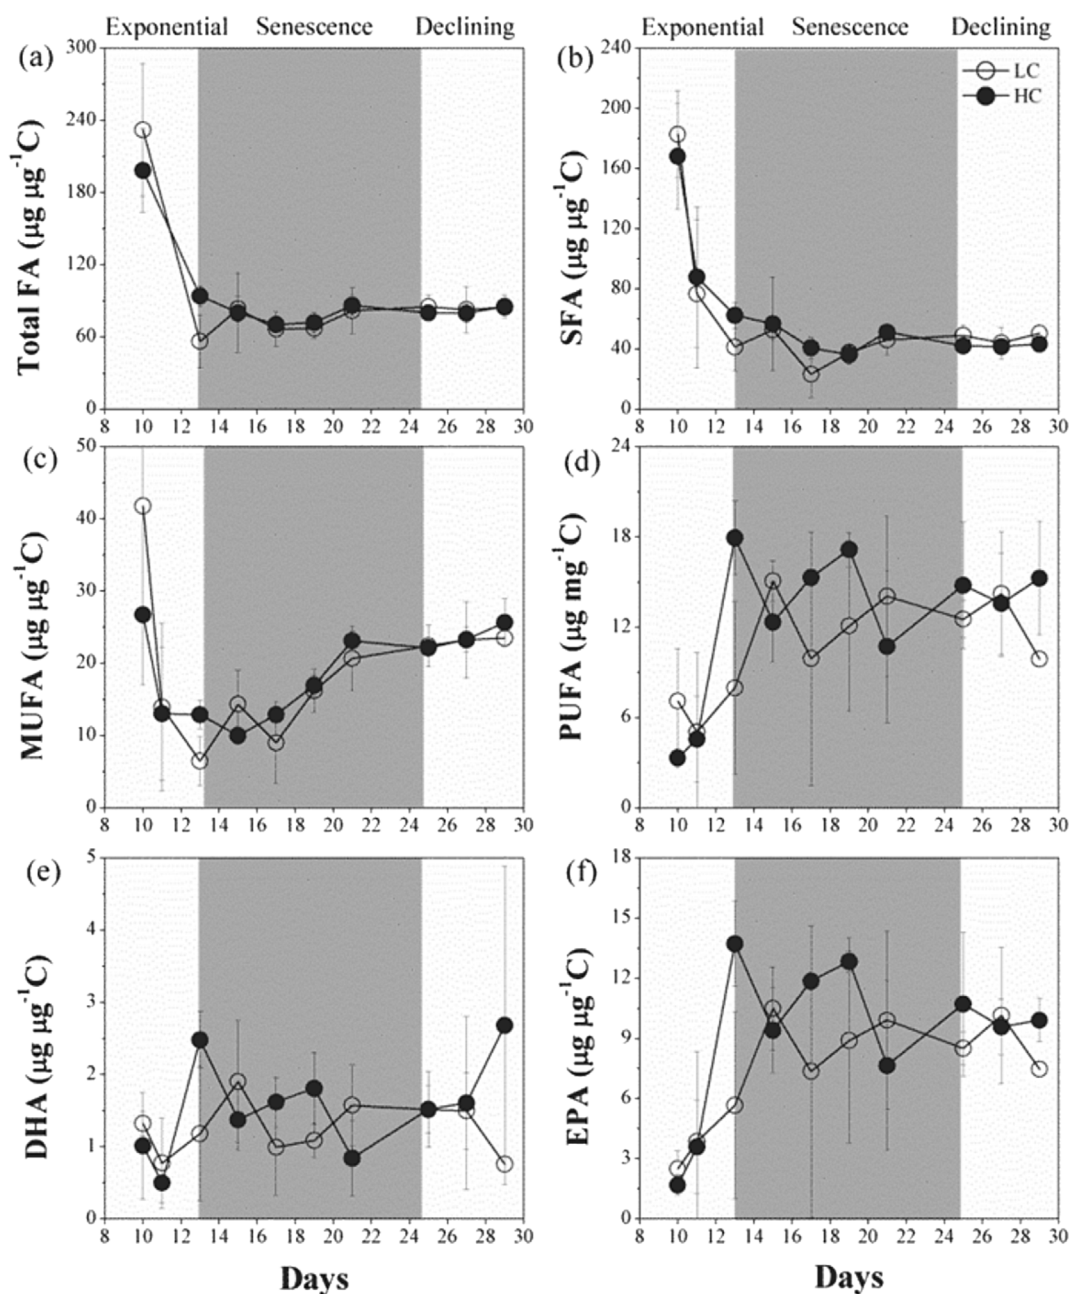 Exponential Senescence Declining Exponential Senescence Declining
(a) (b)
300 240 180 120 60 0
Total FA (μg μg⁻¹C)
8 10 12 14 16 18 20 22 24 26 28 30
240 200 160 120 80 40 0
SFA (μg μg⁻¹C)
LC
HC
8 10 12 14 16 18 20 22 24 26 28 30
(c) (d)
50 40 30 20 10 0
MUFA (μg μg⁻¹C)
8 10 12 14 16 18 20 22 24 26 28 30
24 18 12 6 0
PUFA (μg mg⁻¹C)
8 10 12 14 16 18 20 22 24 26 28 30
(e) (f)
5 4 3 2 1 0
DHA (μg μg⁻¹C)
8 10 12 14 16 18 20 22 24 26 28 30
Days
18 15 12 9 6 3 0
EPA (μg μg⁻¹C)
8 10 12 14 16 18 20 22 24 26 28 30
Days